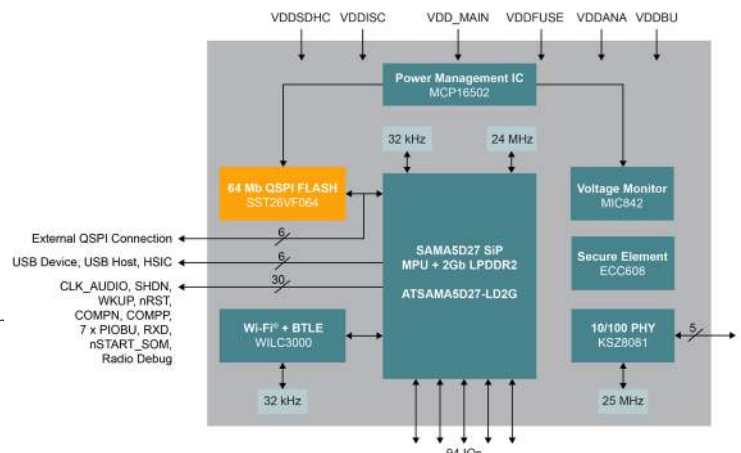 VDDSDHC VDDISC VDD_MAIN VDDFUSE VDDANA VDDBU
Power Management IC
MCP16502
32 kHz
24 MHz
64 Mb QSPI FLASH
SST26VF064
Voltage Monitor
MIC842
External QSPI Connection
6
USB Device, USB Host, HSIC
6
SAMA5D27 SiP
MPU + 2Gb LPDDR2
ATSAMA5D27-LD2G
Secure Element
ECC608
CLK_AUDIO, SHDN,
WKUP, nRST,
COMPN, COMPP,
7 x PIOBU, RXD,
nSTART_SOM,
Radio Debug
30
Wi-Fi® + BTLE
WILC3000
10/100 PHY
KSZ8081
5
32 kHz
25 MHz
94 IOs